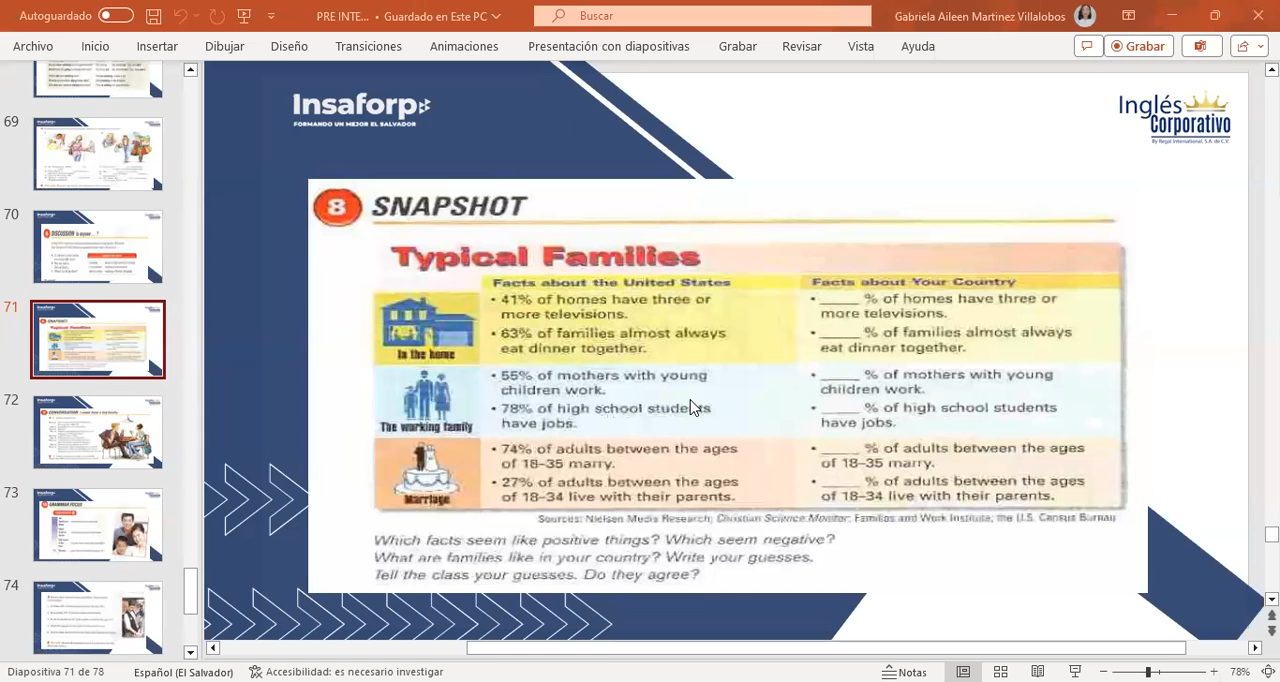 Autoguardado
PRE INTE... • Guardado en Este PC
Buscar
Gabriela Aileen Martinez Villalobos
Archivo Inicio Insertar Dibujar Diseño Transiciones Animaciones Presentación con diapositivas Grabar Revisar Vista Ayuda
Grabar
69
70
71
72
73
74
Insaforp
FORMANDO UN MEJOR EL SALVADOR
Inglés
Corporativo
By Regal International, S.A. de C.V.
8 SNAPSHOT
Typical Families
Facts about the United States
Facts about Your Country
In the home
• 41% of homes have three or
more televisions.
• 63% of families almost always
eat dinner together.
• ____ % of homes have three or
more televisions.
• ____ % of families almost always
eat dinner together.
The working family
• 55% of mothers with young
children work.
• 78% of high school students
have jobs.
• ____ % of mothers with young
children work.
• ____ % of high school students
have jobs.
Marriage
• 74% of adults between the ages
of 18–35 marry.
• 27% of adults between the ages
of 18–34 live with their parents.
• ____ % of adults between the ages
of 18–35 marry.
• ____ % of adults between the ages
of 18–34 live with their parents.
Sources: Nielsen Media Research; Christian Science Monitor; Families and Work Institute; the U.S. Census Bureau
Which facts seem like positive things? Which seem negative?
What are families like in your country? Write your guesses.
Tell the class your guesses. Do they agree?
Diapositiva 71 de 78
Español (El Salvador)
Accesibilidad: es necesario investigar
Notas
78%